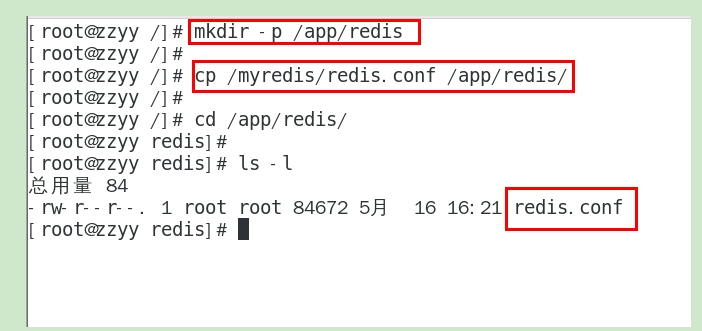 [root@zzyy /]# mkdir -p /app/redis
[root@zzyy /]#
[root@zzyy /]# cp /myredis/redis.conf /app/redis/
[root@zzyy /]#
[root@zzyy /]# cd /app/redis/
[root@zzyy redis]#
[root@zzyy redis]# ls -l
总用量 84
-rw-r--r--. 1 root root 84672 5月  16 16:21 redis.conf
[root@zzyy redis]#